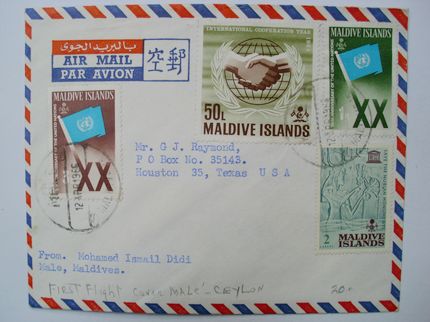 بالبريد الجوى
AIR MAIL
PAR AVION
空郵
INTERNATIONAL COOPERATION YEAR
50L
MALDIVE ISLANDS
MALDIVE ISLANDS
XX
MALDIVE ISLANDS
XX
Mr. G J. Raymond,
P O Box No. 35143.
Houston 35, Texas U S A
UNESCO
2
MALDIVE ISLANDS
From. Mohamed Ismail Didi
Male, Maldives.
FIRST Flight Cover MALE'- CEYLON
20.-